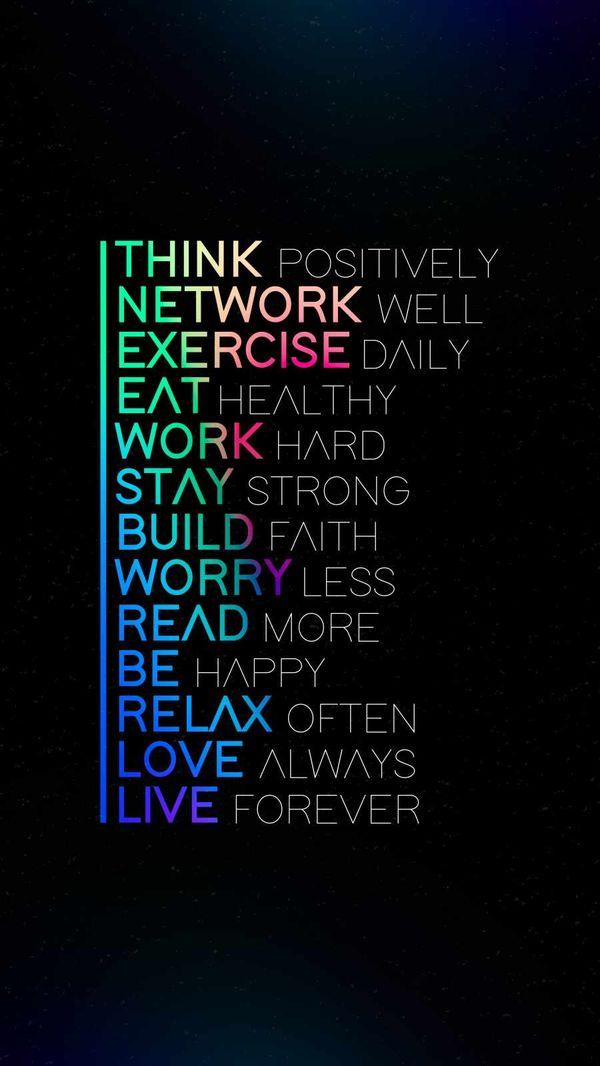 THINK POSITIVELY
NETWORK WELL
EXERCISE DAILY
EAT HEALTHY
WORK HARD
STAY STRONG
BUILD FAITH
WORRY LESS
READ MORE
BE HAPPY
RELAX OFTEN
LOVE ALWAYS
LIVE FOREVER